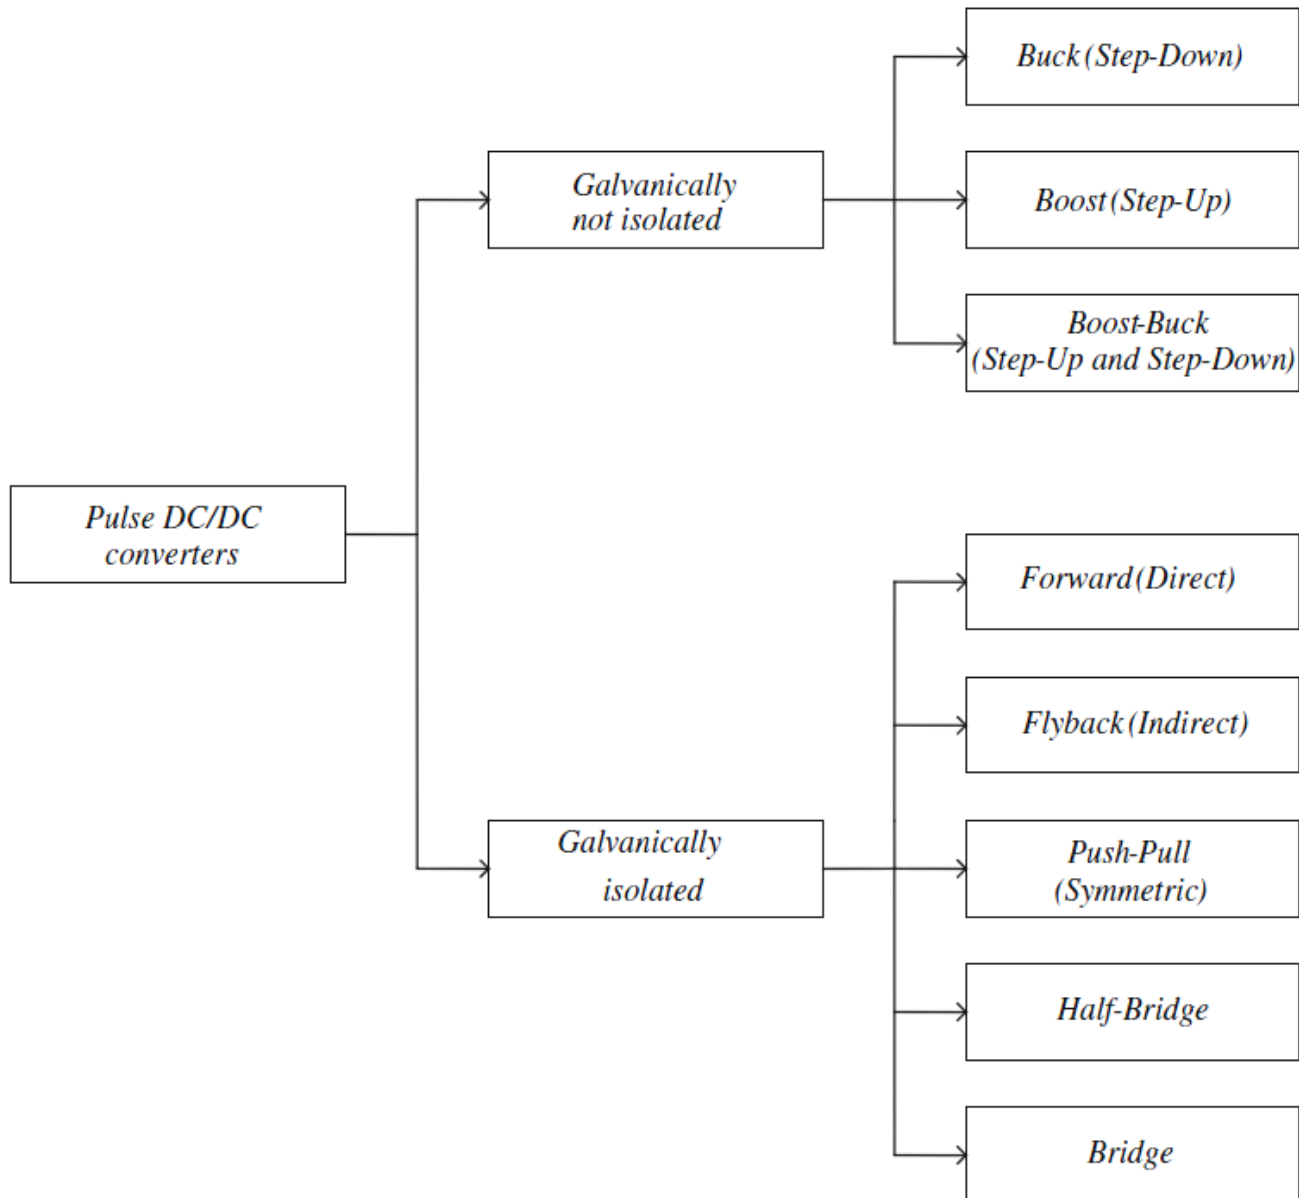 Buck (Step-Down)
Galvanically
not isolated
Boost (Step-Up)
Boost-Buck
(Step-Up and Step-Down)
Pulse DC/DC
converters
Forward (Direct)
Flyback (Indirect)
Galvanically
isolated
Push-Pull
(Symmetric)
Half-Bridge
Bridge